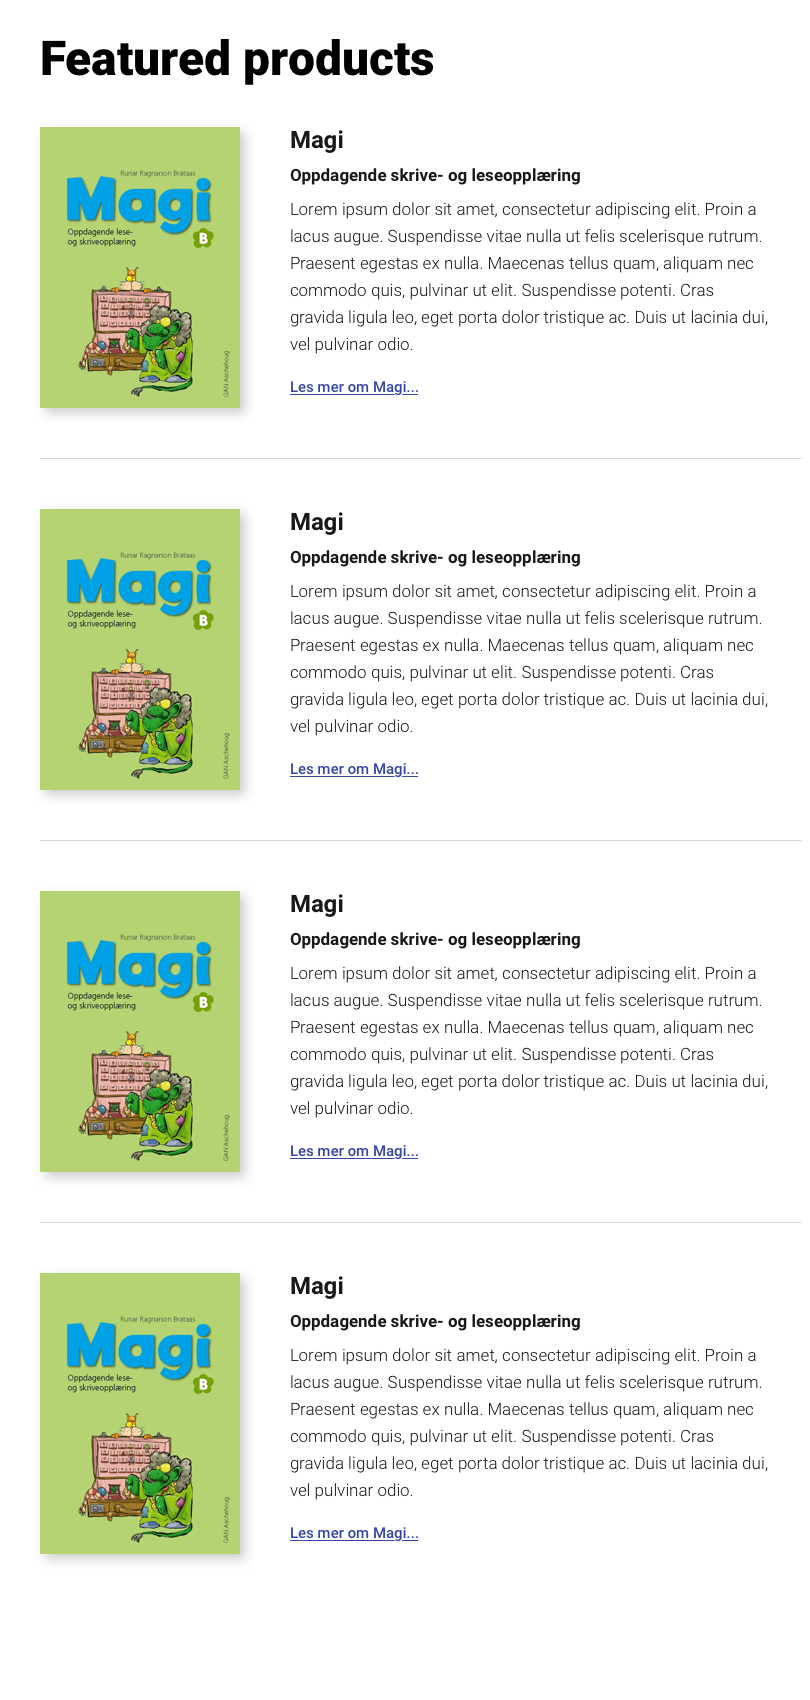 Featured products
Runar Ragnarson Brataas
Magi
Oppdagende lese-
og skriveopplæring
B
GAN Aschehoug
Magi
Oppdagende skrive- og leseopplæring
Lorem ipsum dolor sit amet, consectetur adipiscing elit. Proin a
lacus augue. Suspendisse vitae nulla ut felis scelerisque rutrum.
Praesent egestas ex nulla. Maecenas tellus quam, aliquam nec
commodo quis, pulvinar ut elit. Suspendisse potenti. Cras
gravida ligula leo, eget porta dolor tristique ac. Duis ut lacinia dui,
vel pulvinar odio.
Les mer om Magi...
Runar Ragnarson Brataas
Magi
Oppdagende lese-
og skriveopplæring
B
GAN Aschehoug
Magi
Oppdagende skrive- og leseopplæring
Lorem ipsum dolor sit amet, consectetur adipiscing elit. Proin a
lacus augue. Suspendisse vitae nulla ut felis scelerisque rutrum.
Praesent egestas ex nulla. Maecenas tellus quam, aliquam nec
commodo quis, pulvinar ut elit. Suspendisse potenti. Cras
gravida ligula leo, eget porta dolor tristique ac. Duis ut lacinia dui,
vel pulvinar odio.
Les mer om Magi...
Runar Ragnarson Brataas
Magi
Oppdagende lese-
og skriveopplæring
B
GAN Aschehoug
Magi
Oppdagende skrive- og leseopplæring
Lorem ipsum dolor sit amet, consectetur adipiscing elit. Proin a
lacus augue. Suspendisse vitae nulla ut felis scelerisque rutrum.
Praesent egestas ex nulla. Maecenas tellus quam, aliquam nec
commodo quis, pulvinar ut elit. Suspendisse potenti. Cras
gravida ligula leo, eget porta dolor tristique ac. Duis ut lacinia dui,
vel pulvinar odio.
Les mer om Magi...
Runar Ragnarson Brataas
Magi
Oppdagende lese-
og skriveopplæring
B
GAN Aschehoug
Magi
Oppdagende skrive- og leseopplæring
Lorem ipsum dolor sit amet, consectetur adipiscing elit. Proin a
lacus augue. Suspendisse vitae nulla ut felis scelerisque rutrum.
Praesent egestas ex nulla. Maecenas tellus quam, aliquam nec
commodo quis, pulvinar ut elit. Suspendisse potenti. Cras
gravida ligula leo, eget porta dolor tristique ac. Duis ut lacinia dui,
vel pulvinar odio.
Les mer om Magi...